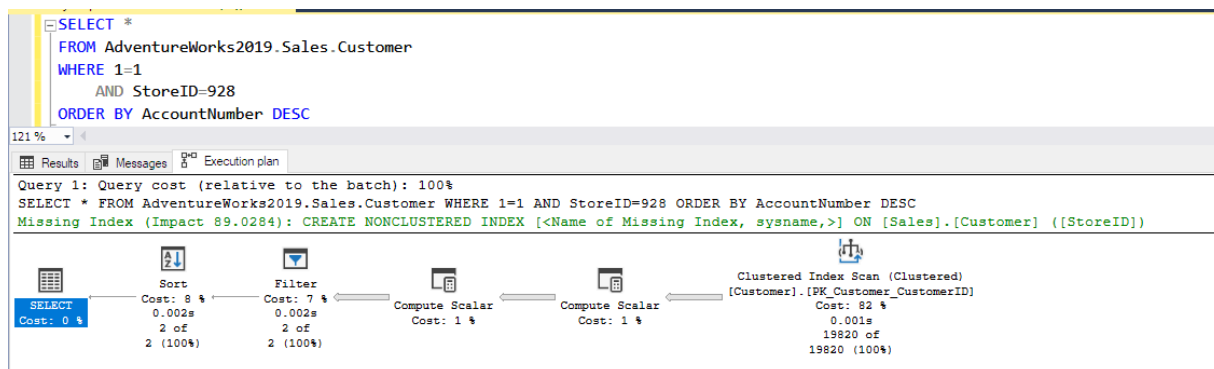 SELECT *
FROM AdventureWorks2019.Sales.Customer
WHERE 1=1
AND StoreID=928
ORDER BY AccountNumber DESC
121 %
Results Messages Execution plan
Query 1: Query cost (relative to the batch): 100%
SELECT * FROM AdventureWorks2019.Sales.Customer WHERE 1=1 AND StoreID=928 ORDER BY AccountNumber DESC
Missing Index (Impact 89.0284): CREATE NONCLUSTERED INDEX [<Name of Missing Index, sysname,>] ON [Sales].[Customer] ([StoreID])
SELECT
Cost: 0 %
Sort
Cost: 8 %
0.002s
2 of
2 (100%)
Filter
Cost: 7 %
0.002s
2 of
2 (100%)
Compute Scalar
Cost: 1 %
Compute Scalar
Cost: 1 %
Clustered Index Scan (Clustered)
[Customer].[PK_Customer_CustomerID]
Cost: 82 %
0.001s
19820 of
19820 (100%)